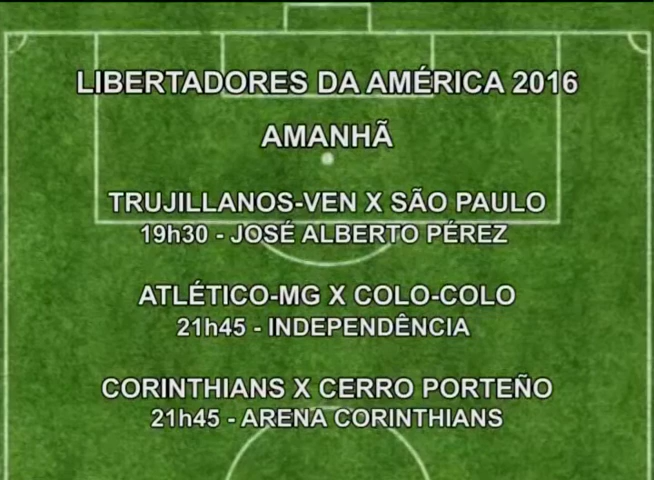 LIBERTADORES DA AMÉRICA 2016
AMANHÃ
TRUJILLANOS-VEN X SÃO PAULO
19h30 - JOSÉ ALBERTO PÉREZ
ATLÉTICO-MG X COLO-COLO
21h45 - INDEPENDÊNCIA
CORINTHIANS X CERRO PORTEÑO
21h45 - ARENA CORINTHIANS